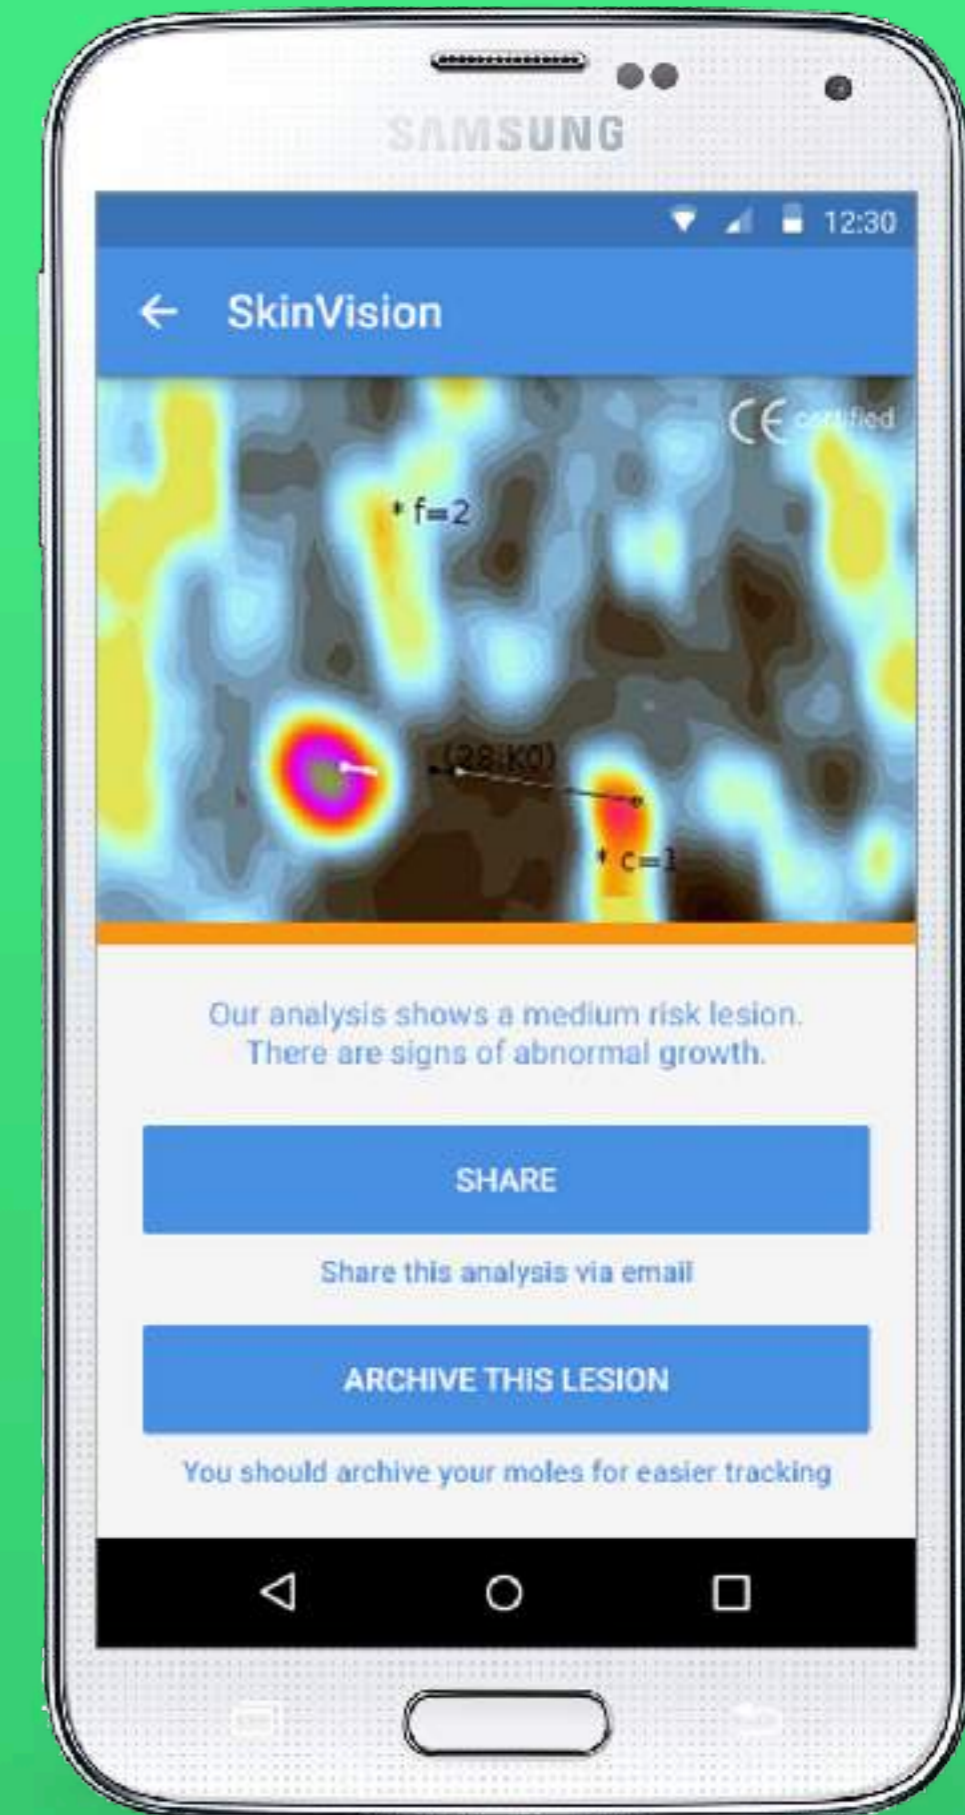 SAMSUNG
12:30
SkinVision
CE certified
* f=2
(28;K0)
* c=1
Our analysis shows a medium risk lesion.
There are signs of abnormal growth.
SHARE
Share this analysis via email
ARCHIVE THIS LESION
You should archive your moles for easier tracking